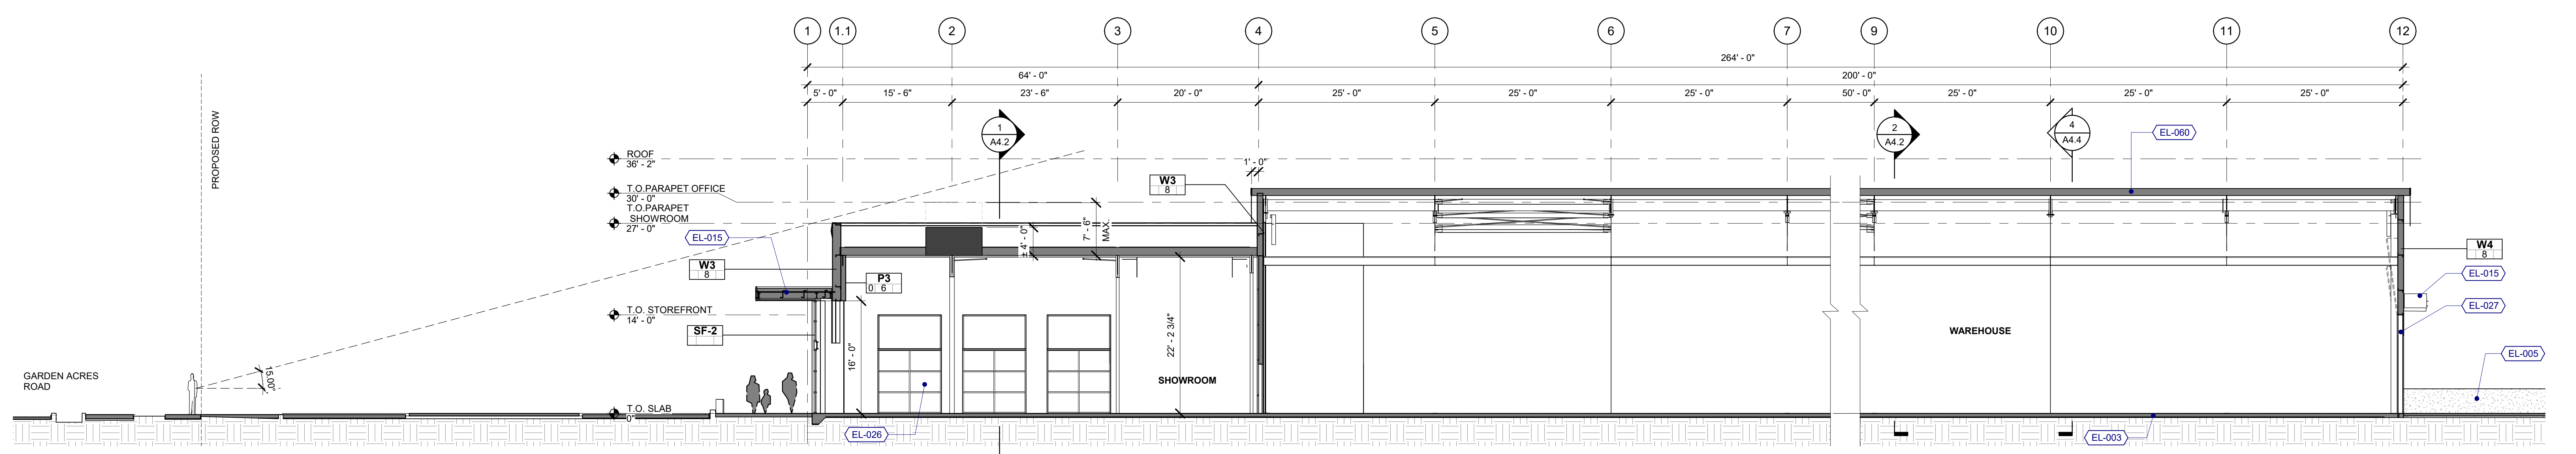 1 1.1 2 3 4 5 6 7 9 10 11 12
264' - 0"
64' - 0" 200' - 0"
5' - 0" 15' - 6" 23' - 6" 20' - 0" 25' - 0" 25' - 0" 25' - 0" 50' - 0" 25' - 0" 25' - 0" 25' - 0"
PROPOSED ROW
1
A4.2
2
A4.2
4
A4.4
EL-060
ROOF
36' - 2"
1' - 0"
W3
8
T.O.PARAPET OFFICE
30' - 0"
T.O.PARAPET
SHOWROOM
27' - 0"
EL-015
± 4' - 0"
7' - 6"
MAX.
W3
8
P3
0 6
W4
8
EL-015
EL-027
T.O. STOREFRONT
14' - 0"
SF-2
16' - 0"
22' - 2 3/4"
WAREHOUSE
EL-005
GARDEN ACRES
ROAD
15.00°
SHOWROOM
T.O. SLAB
0"
EL-026
EL-003